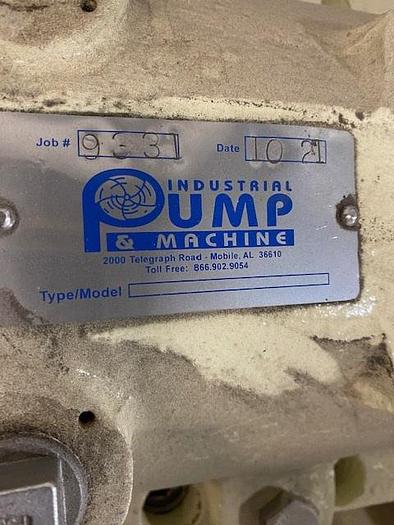 Job # 9331 Date 10 21
INDUSTRIAL
PUMP
& MACHINE
2000 Telegraph Road - Mobile, AL 36610
Toll Free: 866.902.9054
Type/Model